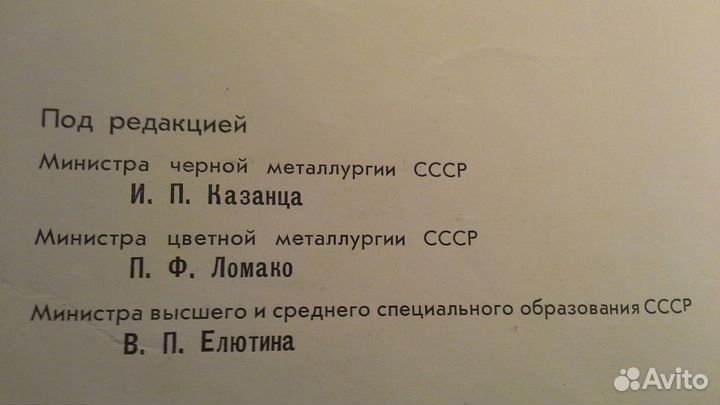 Под редакцией
Министра черной металлургии СССР
И. П. Казанца
Министра цветной металлургии СССР
П. Ф. Ломако
Министра высшего и среднего специального образования СССР
В. П. Елютина
Avito